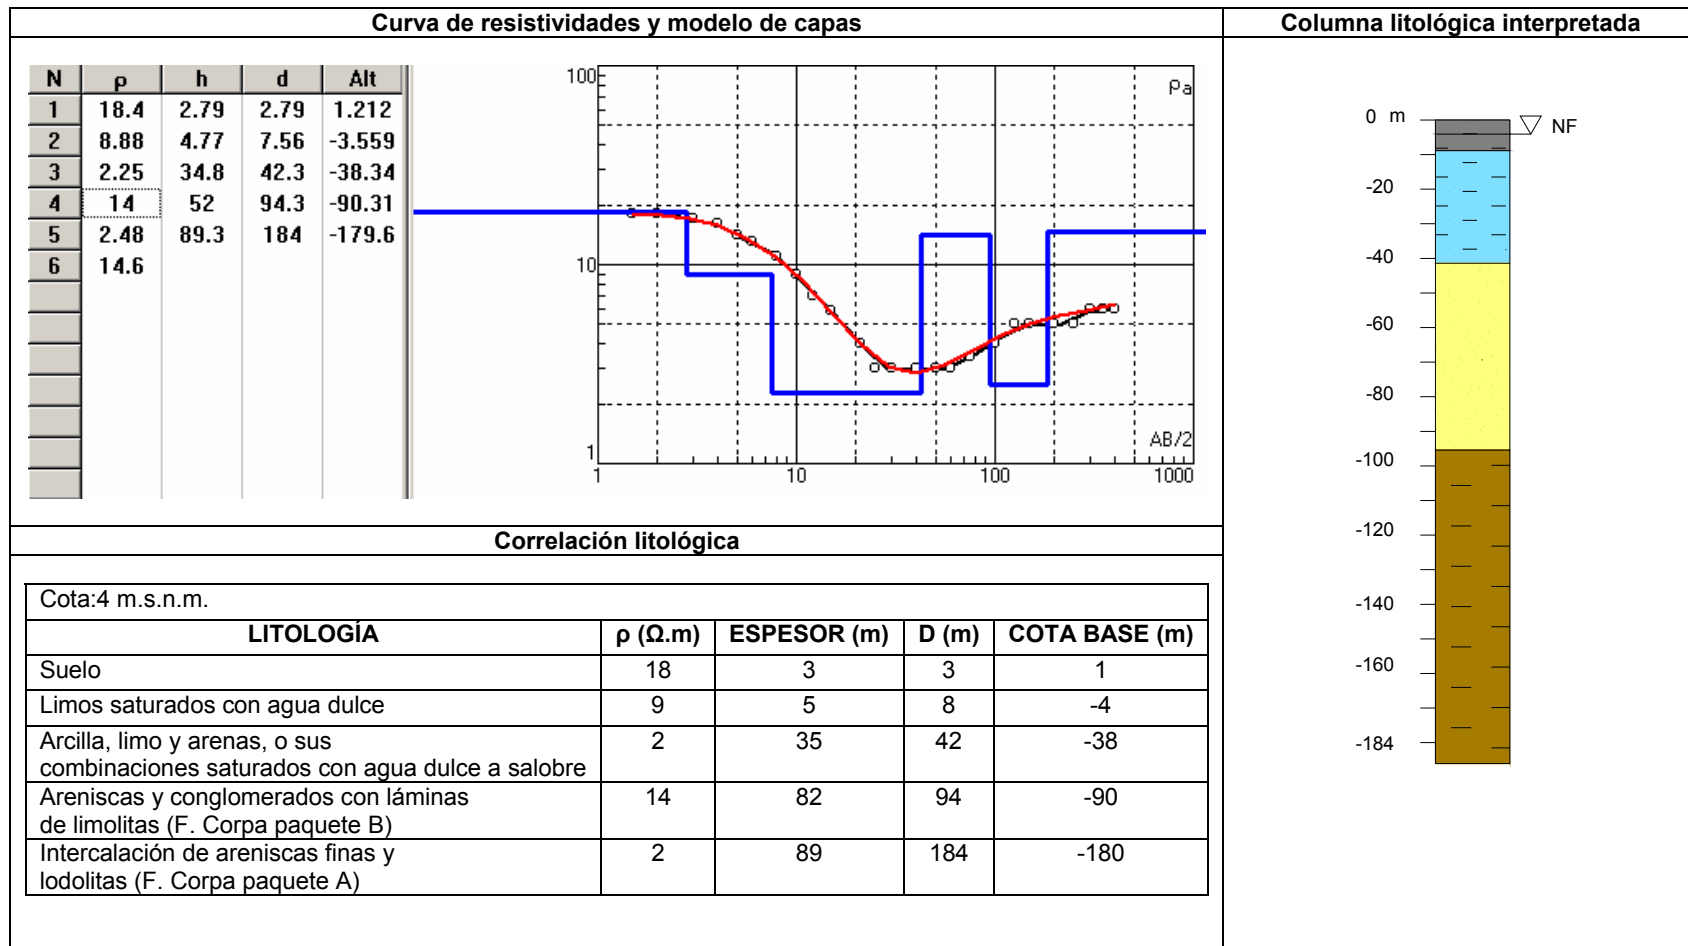 Curva de resistividades y modelo de capas
Columna litológica interpretada
N ρ h d Alt
1 18.4 2.79 2.79 1.212
2 8.88 4.77 7.56 -3.559
3 2.25 34.8 42.3 -38.34
4 14 52 94.3 -90.31
5 2.48 89.3 184 -179.6
6 14.6
100
ρa
10
1
AB/2
1 10 100 1000
0 m
NF
-20
-40
-60
-80
-100
-120
-140
-160
-184
Correlación litológica
Cota:4 m.s.n.m.
LITOLOGÍA ρ (Ω.m) ESPESOR (m) D (m) COTA BASE (m)
Suelo 18 3 3 1
Limos saturados con agua dulce 9 5 8 -4
Arcilla, limo y arenas, o sus 2 35 42 -38
combinaciones saturados con agua dulce a salobre
Areniscas y conglomerados con láminas 14 82 94 -90
de limolitas (F. Corpa paquete B)
Intercalación de areniscas finas y 2 89 184 -180
lodolitas (F. Corpa paquete A)